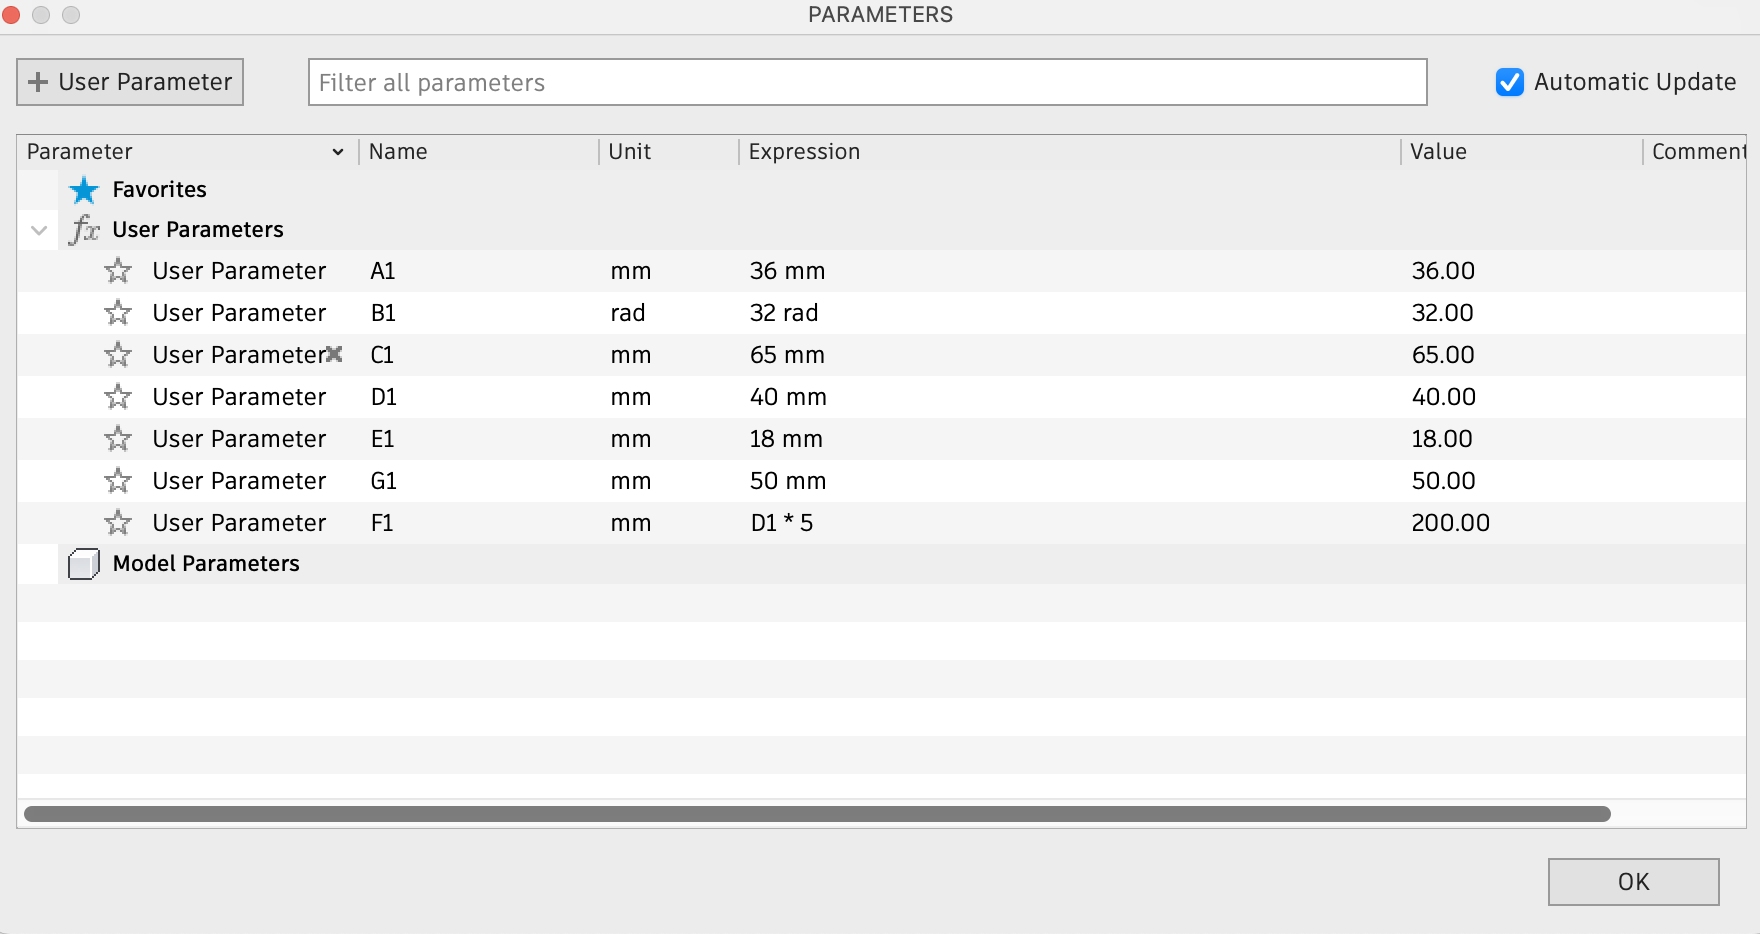 PARAMETERS
+ User Parameter Filter all parameters Automatic Update
Parameter Name Unit Expression Value Comment
Favorites
fx User Parameters
User Parameter A1 mm 36 mm 36.00
User Parameter B1 rad 32 rad 32.00
User Parameter C1 mm 65 mm 65.00
User Parameter D1 mm 40 mm 40.00
User Parameter E1 mm 18 mm 18.00
User Parameter G1 mm 50 mm 50.00
User Parameter F1 mm D1 * 5 200.00
Model Parameters
OK